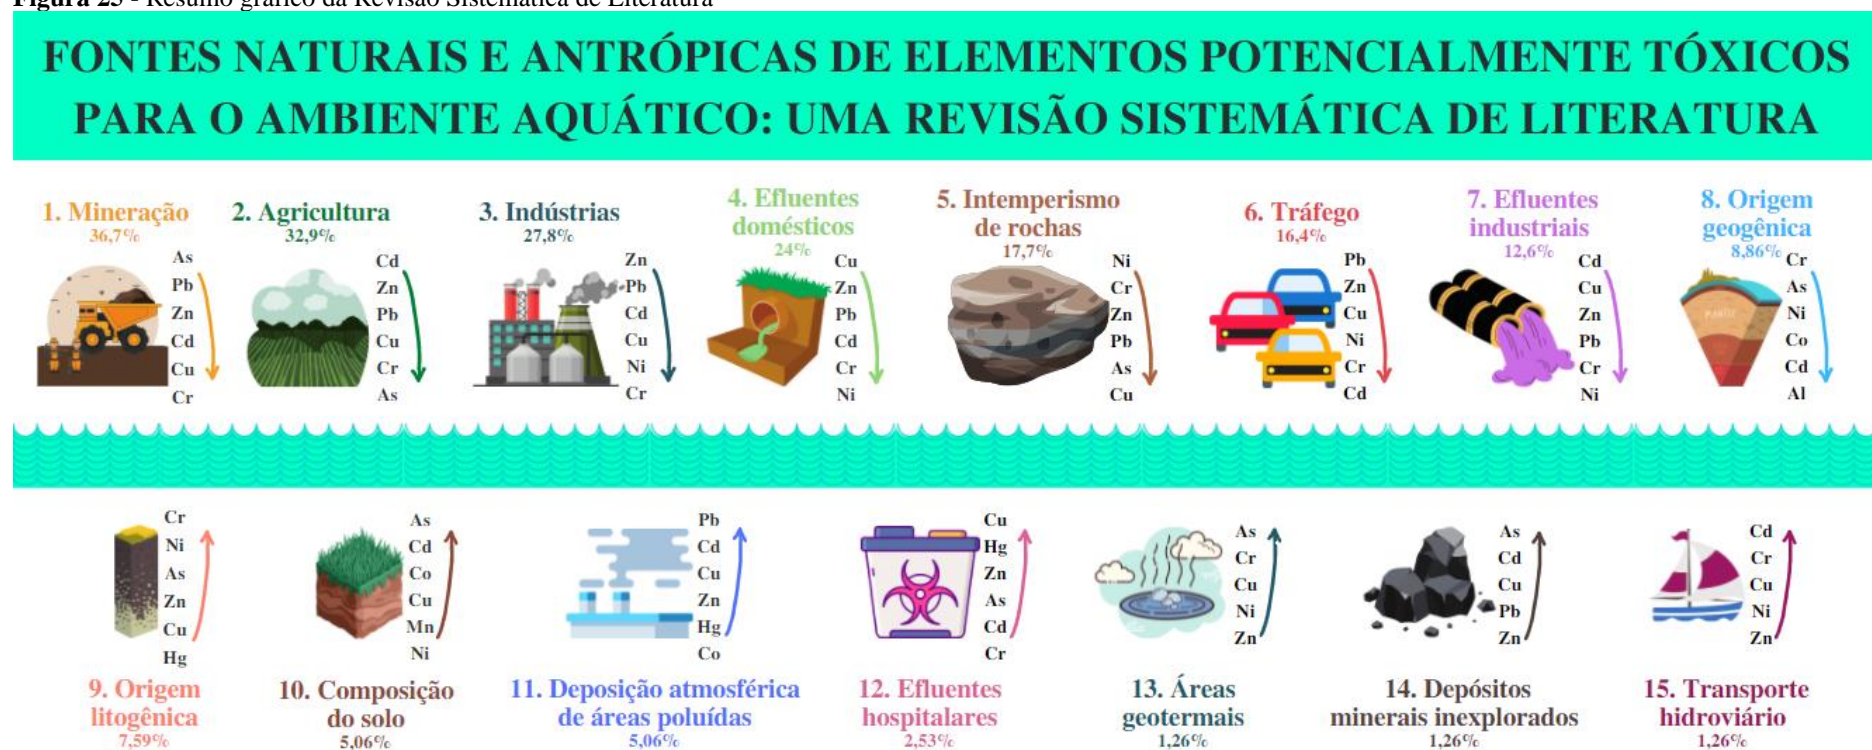 Figura 25 - Resumo gráfico da Revisão Sistemática de Literatura
FONTES NATURAIS E ANTRÓPICAS DE ELEMENTOS POTENCIALMENTE TÓXICOS
PARA O AMBIENTE AQUÁTICO: UMA REVISÃO SISTEMÁTICA DE LITERATURA
1. Mineração
36,7%
As
Pb
Zn
Cd
Cu
Cr
2. Agricultura
32,9%
Cd
Zn
Pb
Cu
Cr
As
3. Indústrias
27,8%
Zn
Pb
Cd
Cu
Ni
Cr
4. Efluentes
domésticos
24%
Cu
Zn
Pb
Cd
Cr
Ni
5. Intemperismo
de rochas
17,7%
Ni
Cr
Zn
Pb
As
Cu
6. Tráfego
16,4%
Pb
Zn
Cu
Ni
Cr
Cd
7. Efluentes
industriais
12,6%
Cd
Cu
Zn
Pb
Cr
Ni
8. Origem
geogênica
8,86%
Cr
As
Ni
Co
Cd
Al
Cr
Ni
As
Zn
Cu
Hg
9. Origem
litogênica
7,59%
As
Cd
Co
Cu
Mn
Ni
10. Composição
do solo
5,06%
Pb
Cd
Cu
Zn
Hg
Co
11. Deposição atmosférica
de áreas poluídas
5,06%
Cu
Hg
Zn
As
Cd
Cr
12. Efluentes
hospitalares
2,53%
As
Cr
Cu
Ni
Zn
13. Áreas
geotermais
1,26%
As
Cd
Cu
Pb
Zn
14. Depósitos
minerais inexplorados
1,26%
Cd
Cr
Cu
Ni
Zn
15. Transporte
hidroviário
1,26%